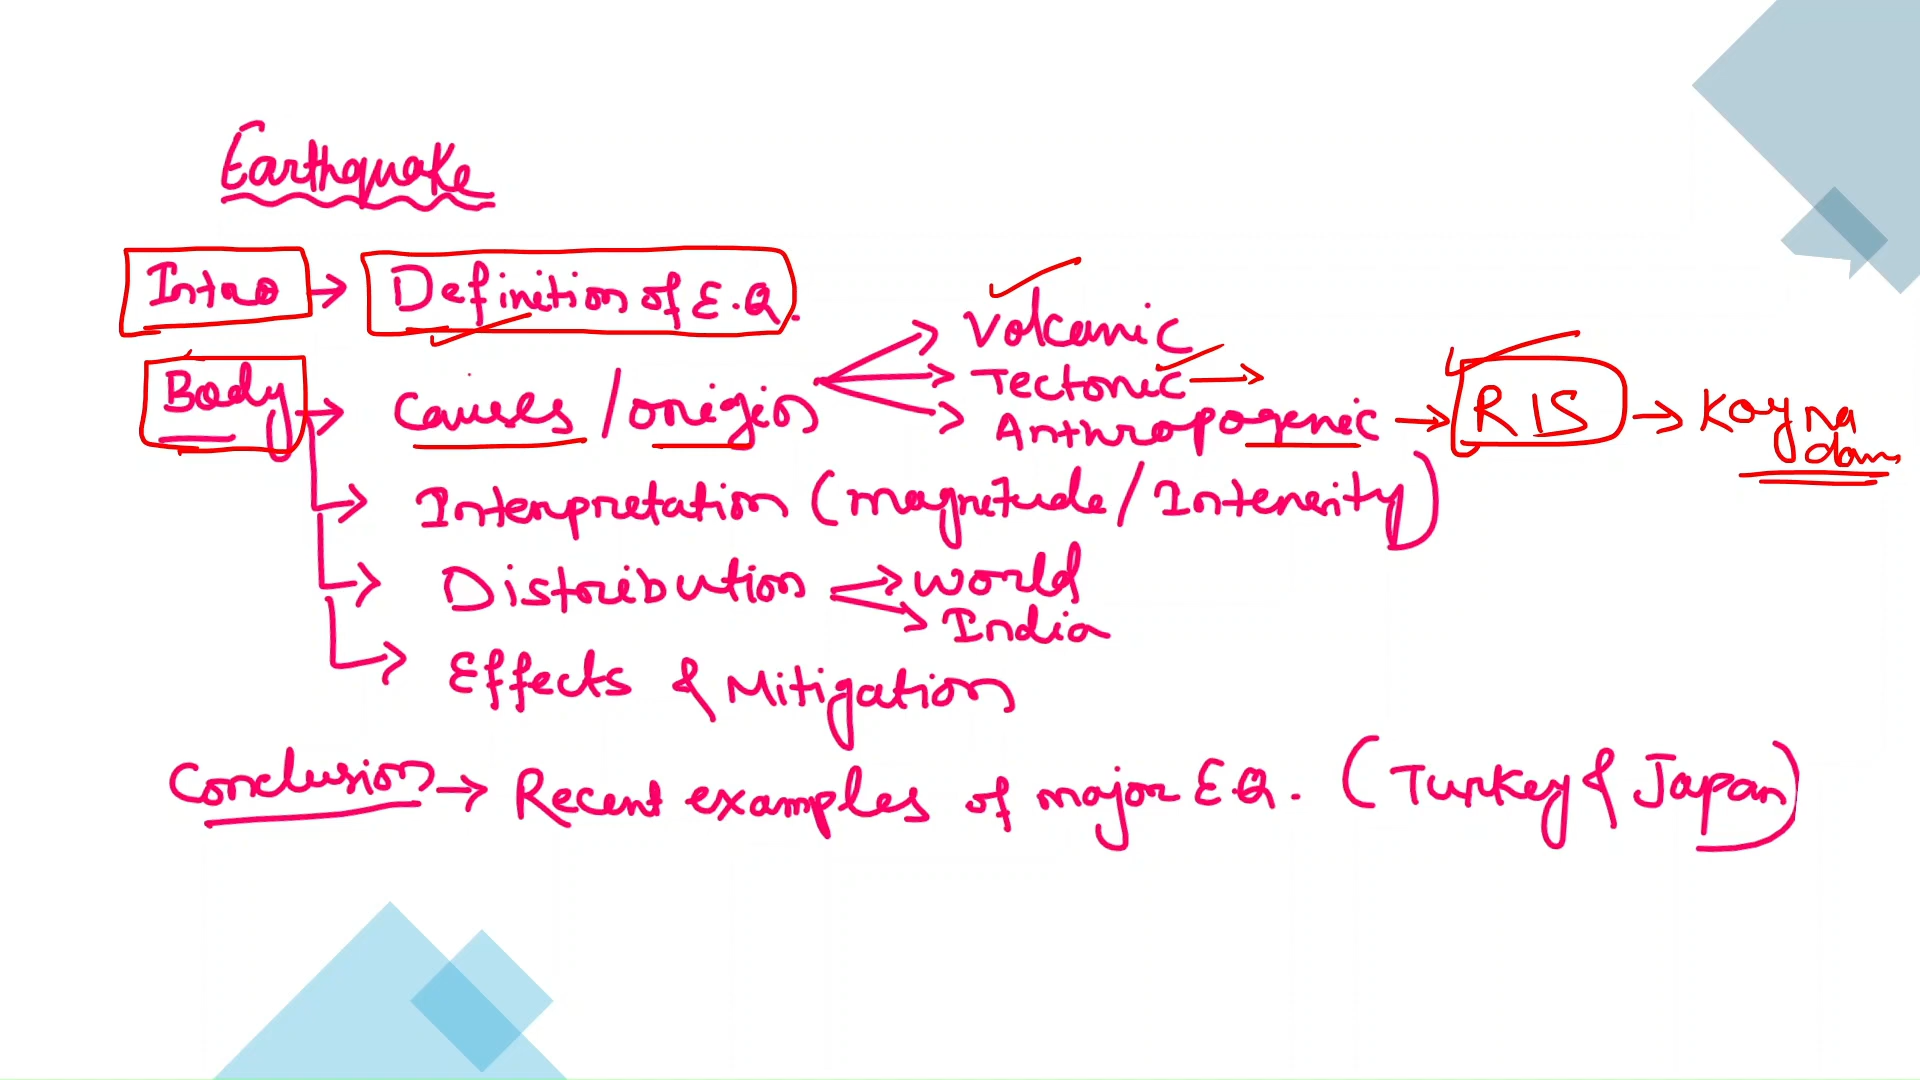 Earthquake
Intro → Definition of E.Q.
Body → Causes / origin
Volcanic
Tectonic →
Anthropogenic → RIS → Koyna dam
→ Interpretation (magnitude / Intensity)
→ Distribution → world
→ India
→ Effects & Mitigation
Conclusion → Recent examples of major E.Q. (Turkey & Japan)